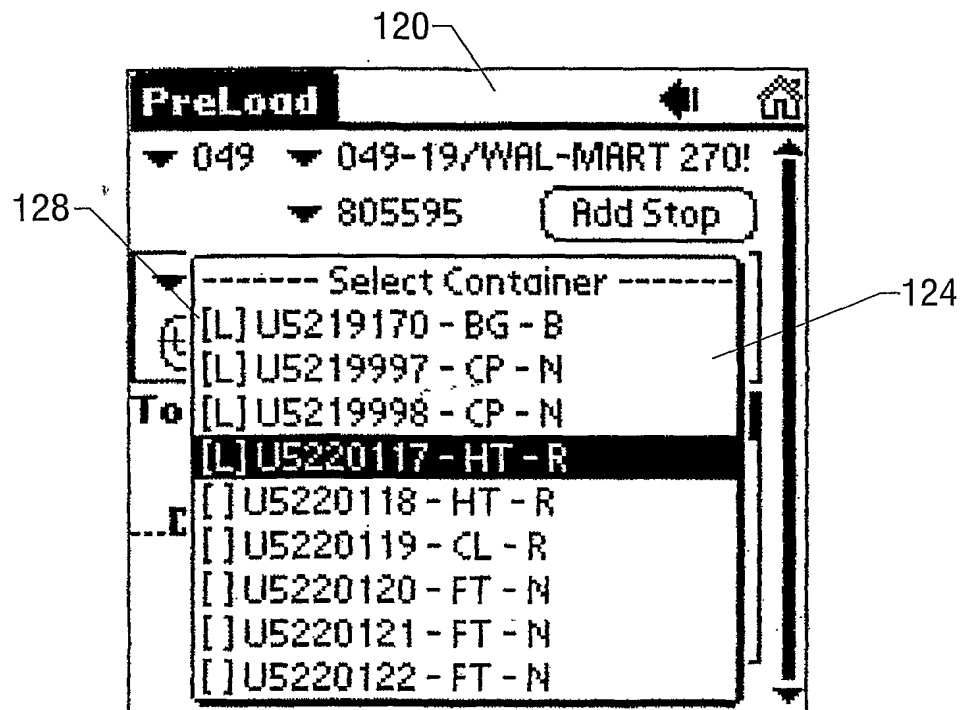 120
PreLoad
049 049-19/WAL-MART 270!
128
805595 Add Stop
------- Select Container -------
124
[L] U5219170 - BG - B
[L] U5219997 - CP - N
[L] U5219998 - CP - N
To
[L] U5220117 - HT - R
[ ] U5220118 - HT - R
[ ] U5220119 - CL - R
[ ] U5220120 - FT - N
[ ] U5220121 - FT - N
[ ] U5220122 - FT - N